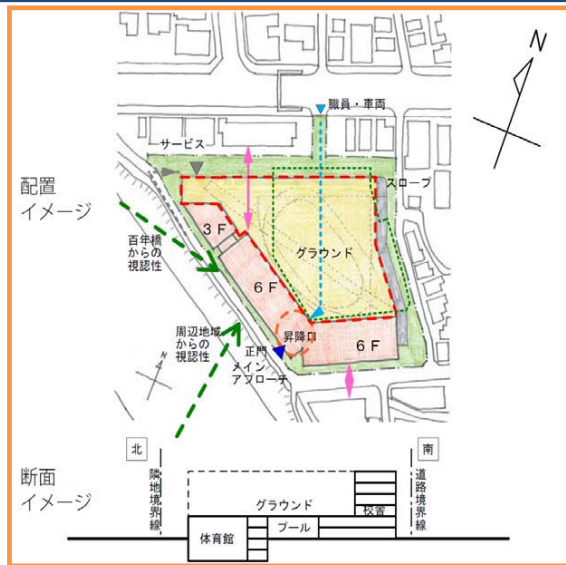 N
職員・車両
サービス
スロープ
配置
イメージ
3F
百年橋
からの
視認性
グラウンド
6F
周辺地域
からの
視認性
昇降口
6F
正門
メイン
アプローチ
N
北
南
断面
イメージ
隣地境界線
グラウンド
道路境界線
校舎
プール
体育館